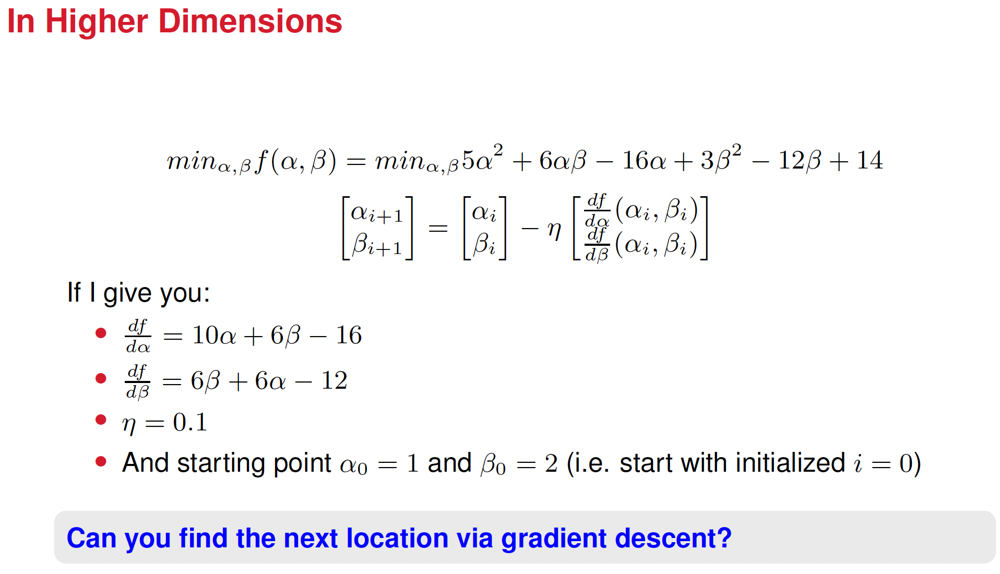 In Higher Dimensions
$min_{\alpha,\beta} f(\alpha, \beta) = min_{\alpha,\beta} 5\alpha^2 + 6\alpha\beta - 16\alpha + 3\beta^2 - 12\beta + 14$
$\begin{bmatrix} \alpha_{i+1} \\ \beta_{i+1} \end{bmatrix} = \begin{bmatrix} \alpha_i \\ \beta_i \end{bmatrix} - \eta \begin{bmatrix} \frac{df}{d\alpha}(\alpha_i, \beta_i) \\ \frac{df}{d\beta}(\alpha_i, \beta_i) \end{bmatrix}$
If I give you:
• $\frac{df}{d\alpha} = 10\alpha + 6\beta - 16$
• $\frac{df}{d\beta} = 6\beta + 6\alpha - 12$
• $\eta = 0.1$
• And starting point $\alpha_0 = 1$ and $\beta_0 = 2$ (i.e. start with initialized $i = 0$)
Can you find the next location via gradient descent?